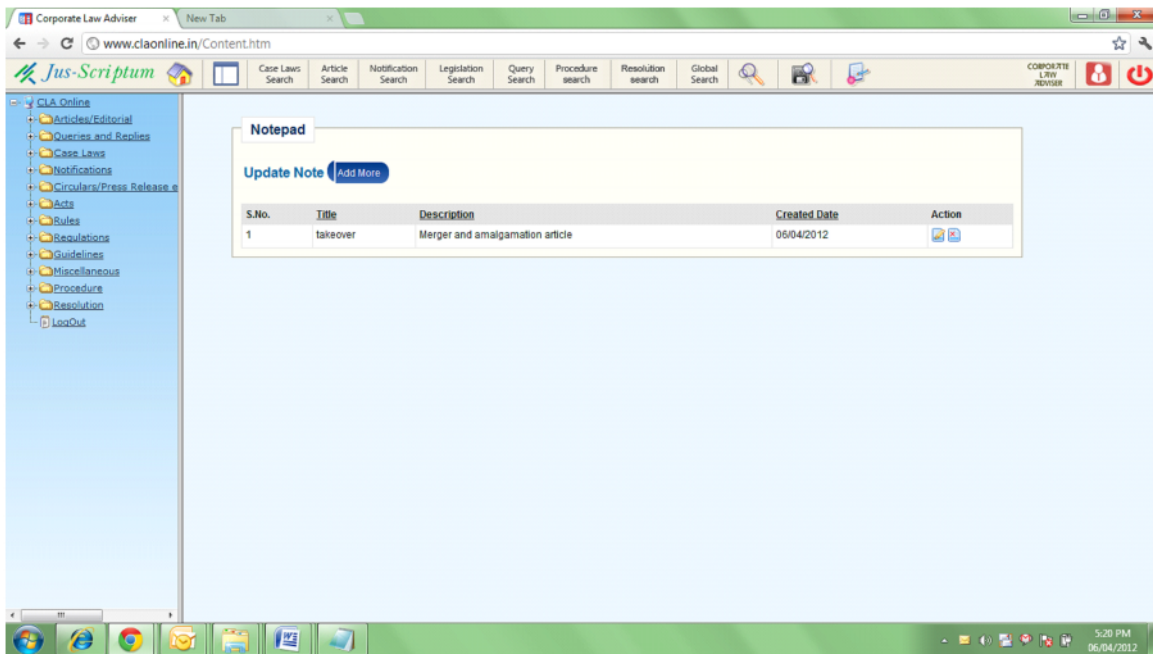 Corporate Law Adviser
New Tab
www.claonline.in/Content.htm
Jus-Scriptum
Case Laws
Search
Article
Search
Notification
Search
Legislation
Search
Query
Search
Procedure
search
Resolution
search
Global
Search
CORPORATE
LAW
ADVISER
CLA Online
Articles/Editorial
Queries and Replies
Case Laws
Notifications
Circulars/Press Release e
Acts
Rules
Regulations
Guidelines
Miscellaneous
Procedure
Resolution
LogOut
Notepad
Update Note Add More
S.No. Title Description Created Date Action
1 takeover Merger and amalgamation article 06/04/2012
5:20 PM
06/04/2012